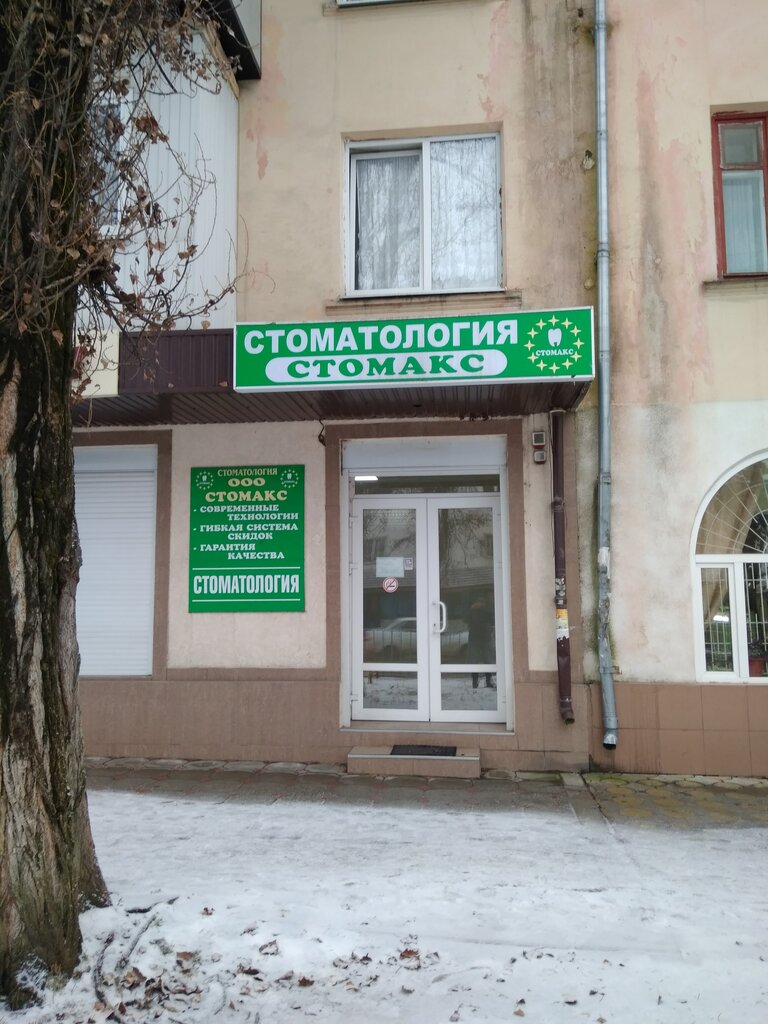 СТОМАТОЛОГИЯ
СТОМАКС
СТОМАКС
СТОМАТОЛОГИЯ
ООО
СТОМАКС
- СОВРЕМЕННЫЕ
ТЕХНОЛОГИИ
- ГИБКАЯ СИСТЕМА
СКИДОК
- ГАРАНТИЯ
КАЧЕСТВА
СТОМАТОЛОГИЯ